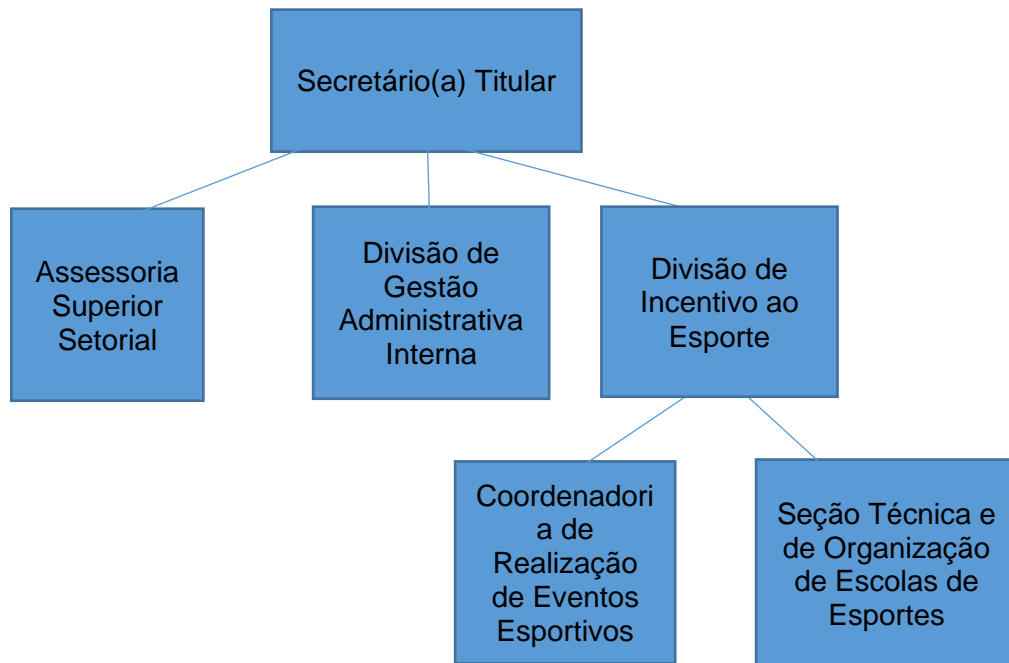 Secretário(a) Titular
Assessoria
Superior
Setorial
Divisão de
Gestão
Administrativa
Interna
Divisão de
Incentivo ao
Esporte
Coordenadori
a de
Realização
de Eventos
Esportivos
Seção Técnica e
de Organização
de Escolas de
Esportes